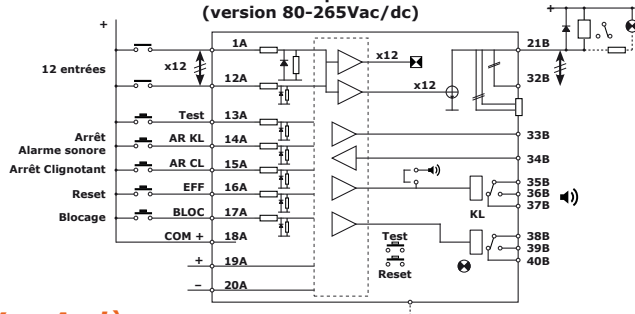 (version 80-265Vac/dc)
+
+
1A
21B
x12
x12
12 entrées
12A
x12
32B
Test
13A
33B
Arrêt
Alarme sonore
AR KL
14A
34B
Arrêt Clignotant
AR CL
15A
35B
Reset
EFF
16A
36B
37B
KL
Blocage
BLOC
17A
38B
COM +
18A
Test
39B
+
19A
40B
Reset
–
20A